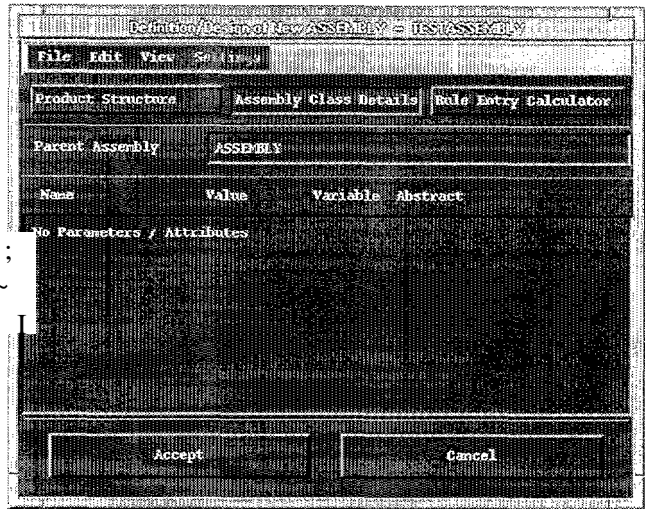 Definition/Design of New ASSEMBLY - TESTASSEMBLY
File Edit View Settings
Product Structure Assembly Class Details Rule Entry Calculator
Parent Assembly ASSEMBLY
Name Value Variable Abstract
No Parameters / Attributes
Accept Cancel